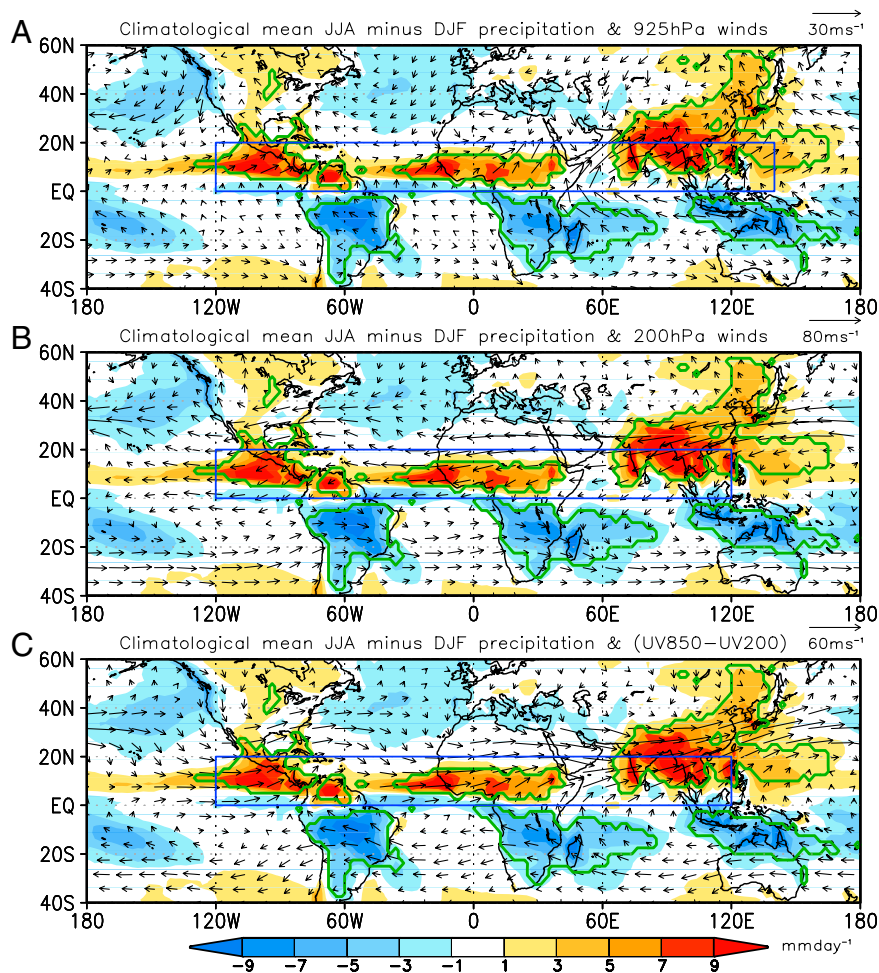 A
Climatological mean JJA minus DJF precipitation & 925hPa winds
30ms⁻¹
60N
40N
20N
EQ
20S
40S
180 120W 60W 0 60E 120E 180
B
Climatological mean JJA minus DJF precipitation & 200hPa winds
80ms⁻¹
60N
40N
20N
EQ
20S
40S
180 120W 60W 0 60E 120E 180
C
Climatological mean JJA minus DJF precipitation & (UV850−UV200)
60ms⁻¹
60N
40N
20N
EQ
20S
40S
180 120W 60W 0 60E 120E 180
−9 −7 −5 −3 −1 1 3 5 7 9
mmday⁻¹